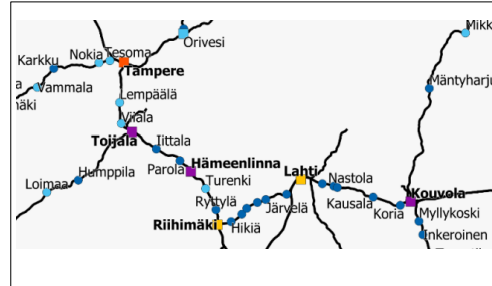 Mikk
Orivesi
Nokia Tesoma
Karkku
Tampere
Mäntyharju
Vammala
mäki
Lempäälä
Viiala
Toijala
Iittala
Parola
Hämeenlinna
Lahti
Humppila
Turenki
Nastola
Loimaa
Kouvola
Kausala
Ryttylä
Järvelä
Koria
Riihimäki
Hikiä
Myllykoski
Inkeroinen